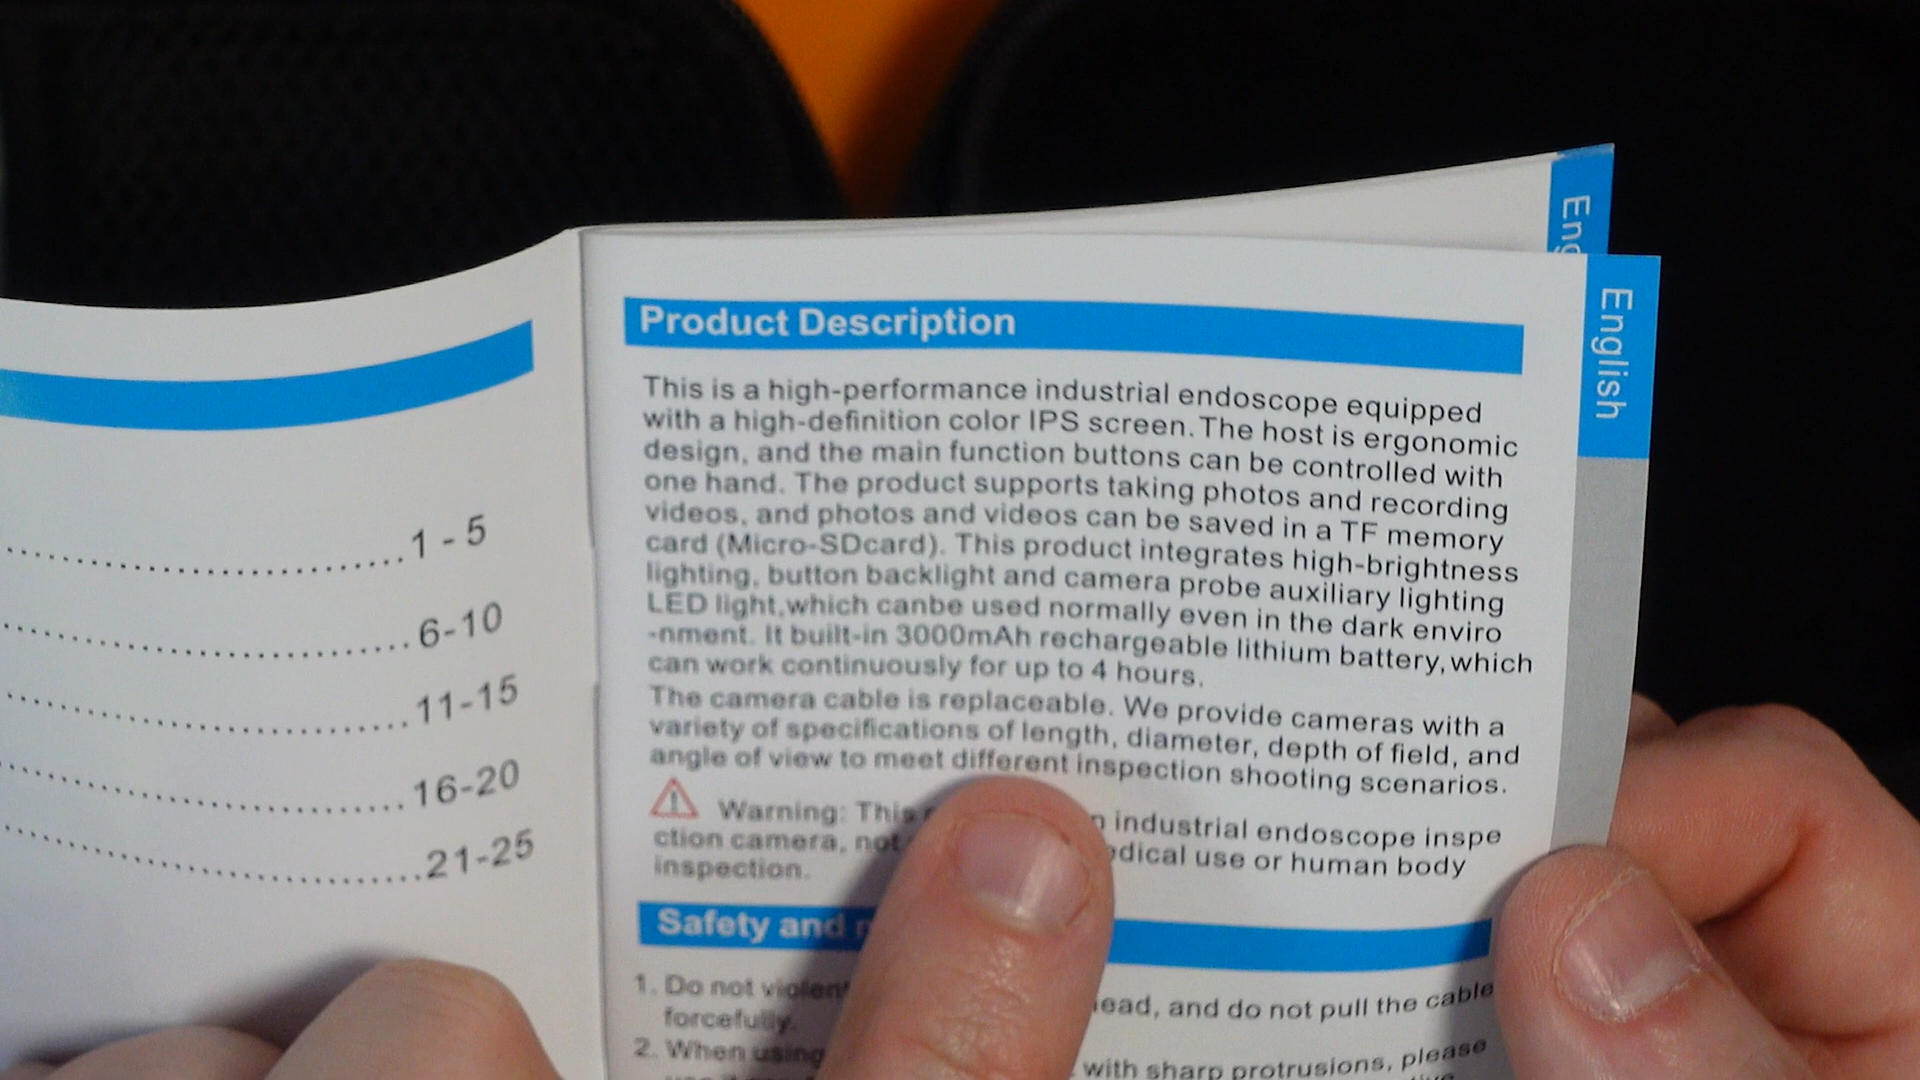 1 - 5
6-10
11-15
16-20
21-25
Eng
English
Product Description
This is a high-performance industrial endoscope equipped
with a high-definition color IPS screen. The host is ergonomic
design, and the main function buttons can be controlled with
one hand. The product supports taking photos and recording
videos, and photos and videos can be saved in a TF memory
card (Micro-SDcard). This product integrates high-brightness
lighting, button backlight and camera probe auxiliary lighting
LED light,which canbe used normally even in the dark enviro
-nment. It built-in 3000mAh rechargeable lithium battery,which
can work continuously for up to 4 hours.
The camera cable is replaceable. We provide cameras with a
variety of specifications of length, diameter, depth of field, and
angle of view to meet different inspection shooting scenarios.
Warning: This industrial endoscope inspe
ction camera, not use or human body
inspection.
Safety and
1. Do not and do not pull the cable
forcefully.
2. When using with sharp protrusions, please